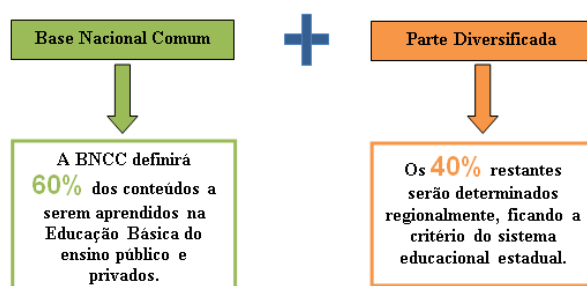 Base Nacional Comum
Parte Diversificada
A BNCC definirá
60% dos conteúdos a
serem aprendidos na
Educação Básica do
ensino público e
privados.
Os 40% restantes
serão determinados
regionalmente, ficando a
critério do sistema
educacional estadual.